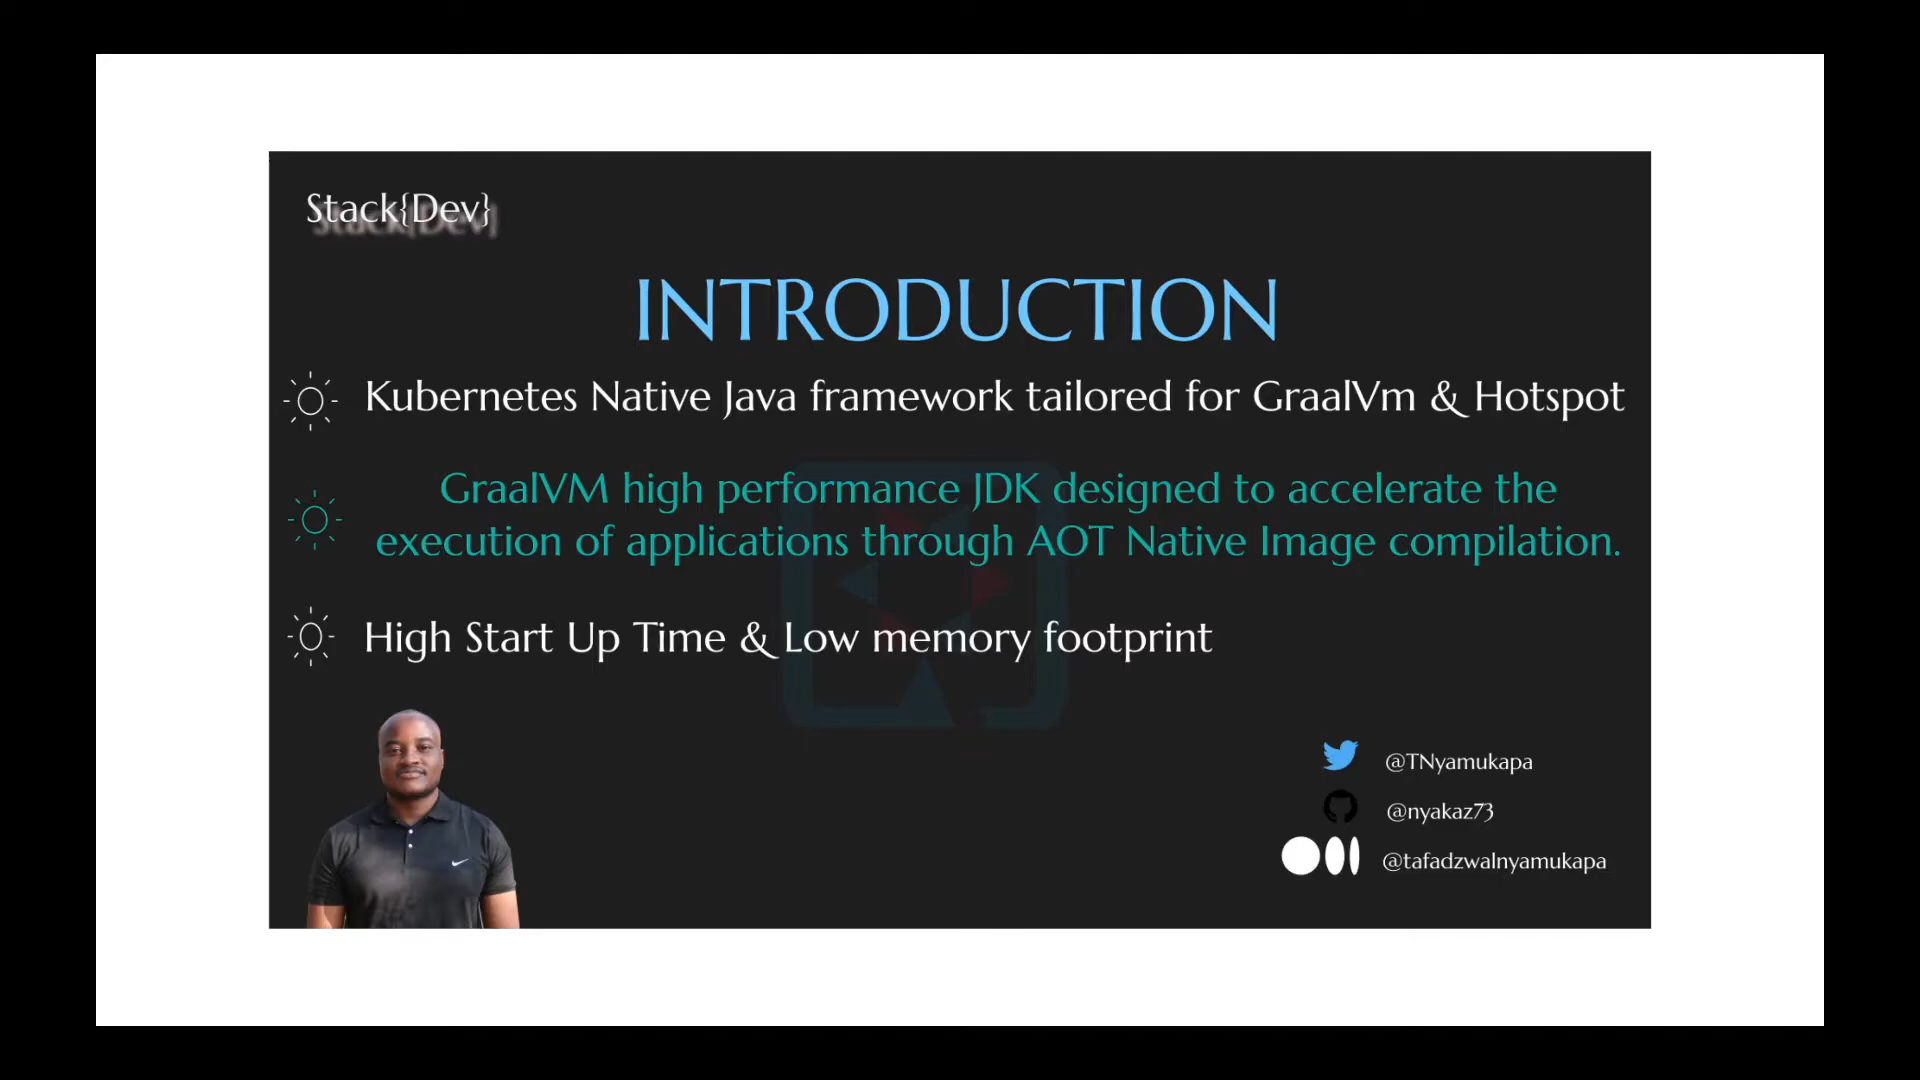 Stack{Dev}
INTRODUCTION
Kubernetes Native Java framework tailored for GraalVm & Hotspot
GraalVM high performance JDK designed to accelerate the
execution of applications through AOT Native Image compilation.
High Start Up Time & Low memory footprint
@TNyamukapa
@nyakaz73
@tafadzwalnyamukapa